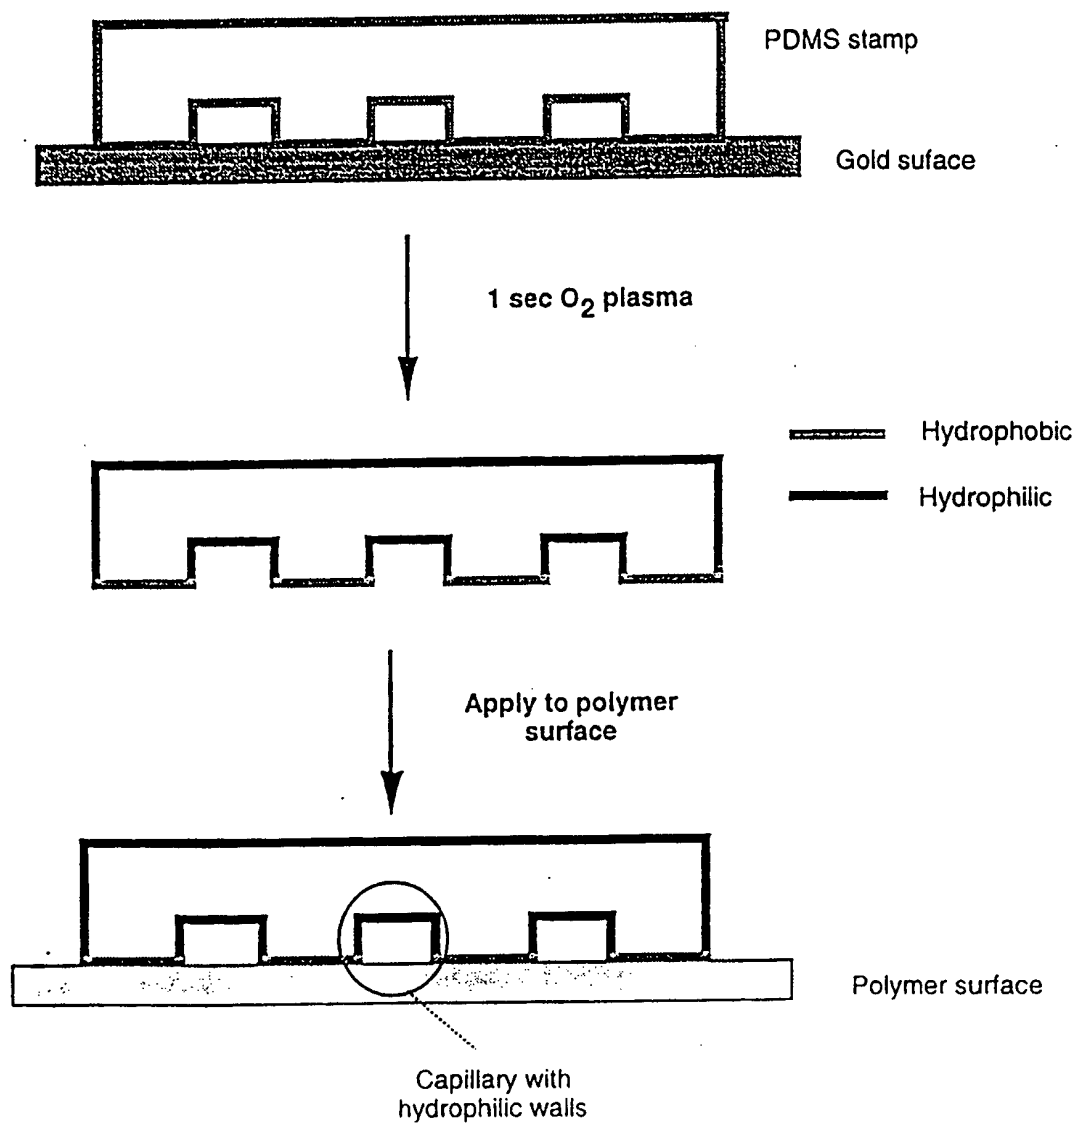 PDMS stamp
Gold suface
1 sec O2 plasma
Hydrophobic
Hydrophilic
Apply to polymer
surface
Polymer surface
Capillary with
hydrophilic walls